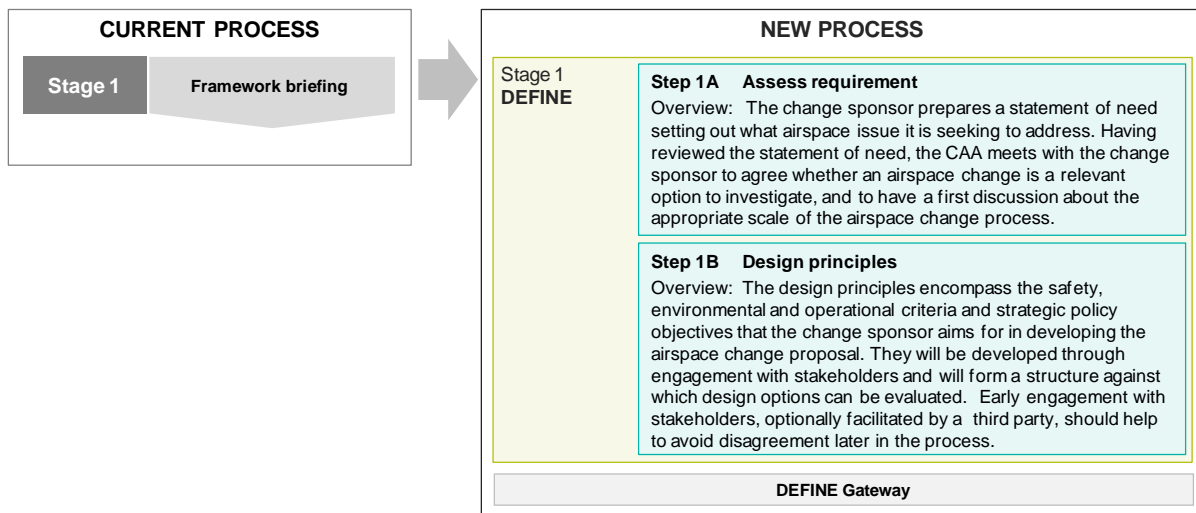 CURRENT PROCESS
Stage 1
Framework briefing
NEW PROCESS
Stage 1
DEFINE
Step 1A Assess requirement
Overview: The change sponsor prepares a statement of need
setting out what airspace issue it is seeking to address. Having
reviewed the statement of need, the CAA meets with the change
sponsor to agree whether an airspace change is a relevant
option to investigate, and to have a first discussion about the
appropriate scale of the airspace change process.
Step 1B Design principles
Overview: The design principles encompass the safety,
environmental and operational criteria and strategic policy
objectives that the change sponsor aims for in developing the
airspace change proposal. They will be developed through
engagement with stakeholders and will form a structure against
which design options can be evaluated. Early engagement with
stakeholders, optionally facilitated by a third party, should help
to avoid disagreement later in the process.
DEFINE Gateway